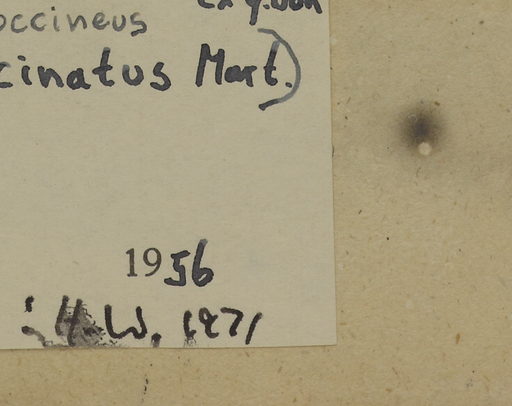 occineus
cinatus Mart.)
1956
H.W. 1971